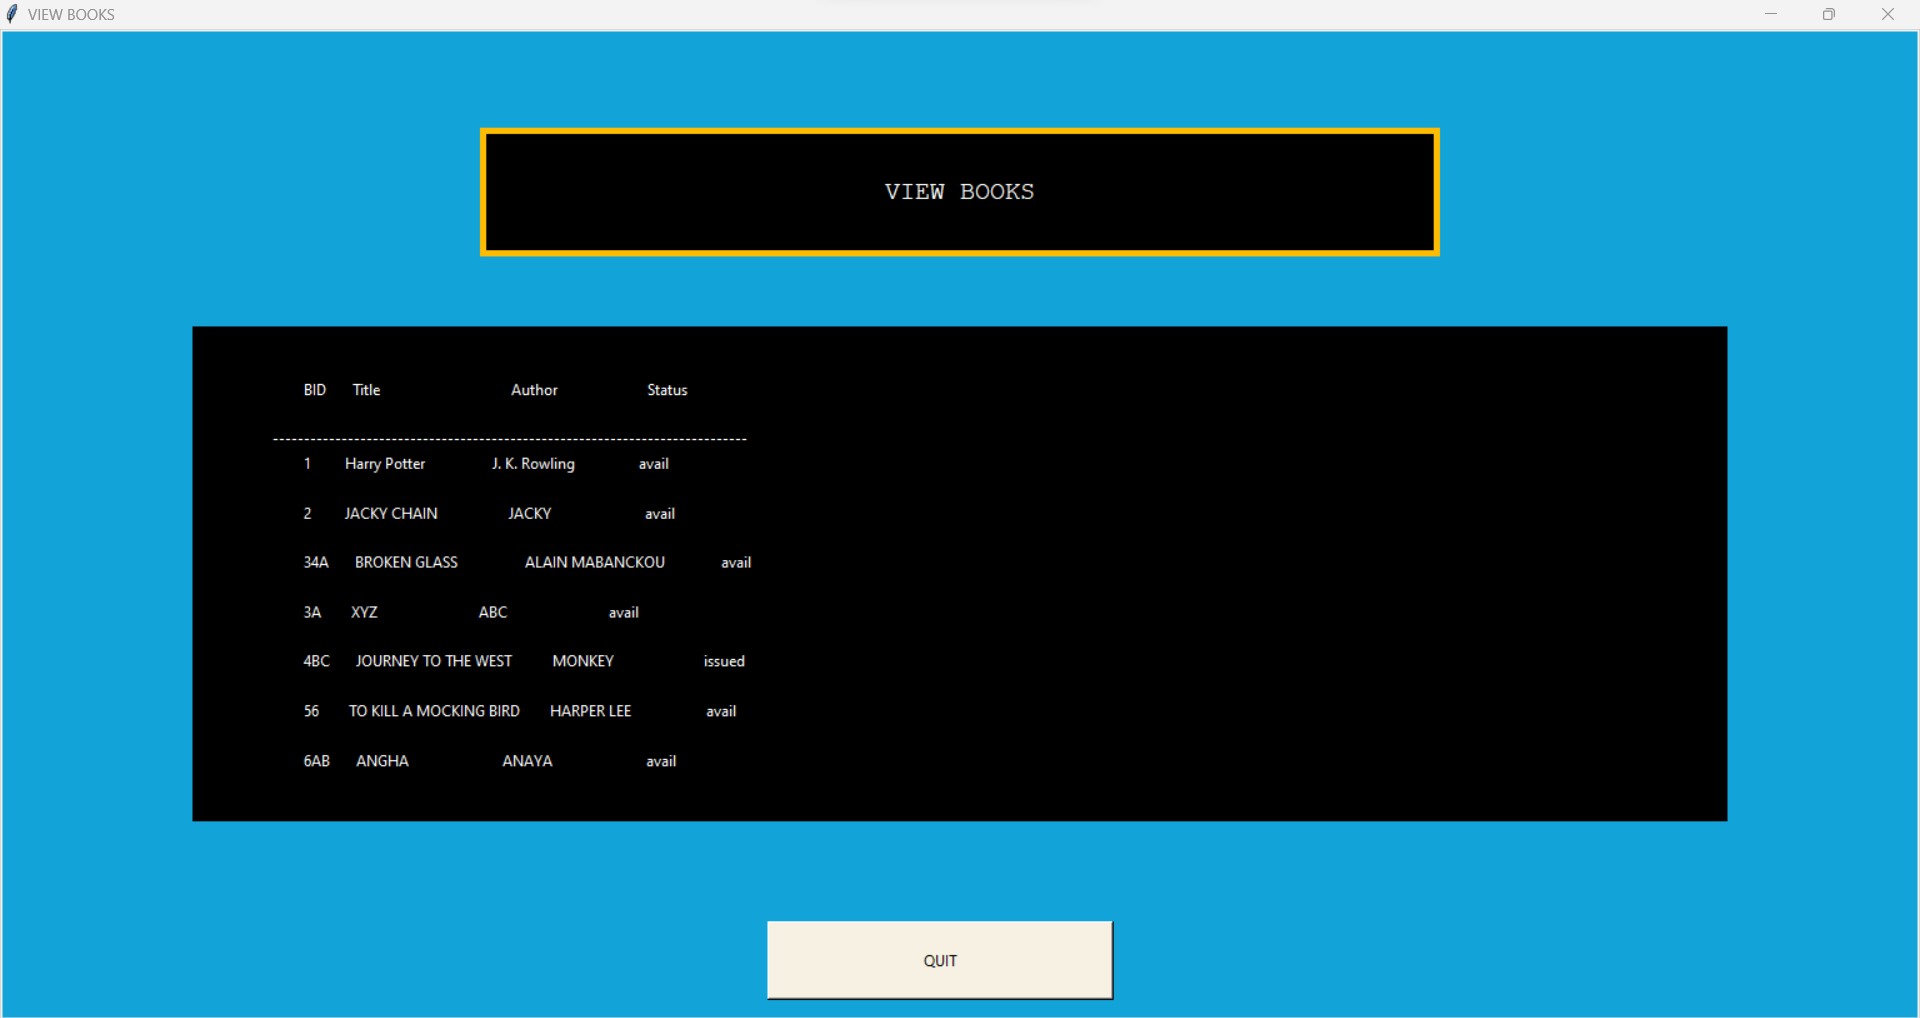 VIEW BOOKS
VIEW BOOKS
BID Title Author Status
----------------------------------------------------------------------------
1 Harry Potter J. K. Rowling avail
2 JACKY CHAIN JACKY avail
34A BROKEN GLASS ALAIN MABANCKOU avail
3A XYZ ABC avail
4BC JOURNEY TO THE WEST MONKEY issued
56 TO KILL A MOCKING BIRD HARPER LEE avail
6AB ANGHA ANAYA avail
QUIT